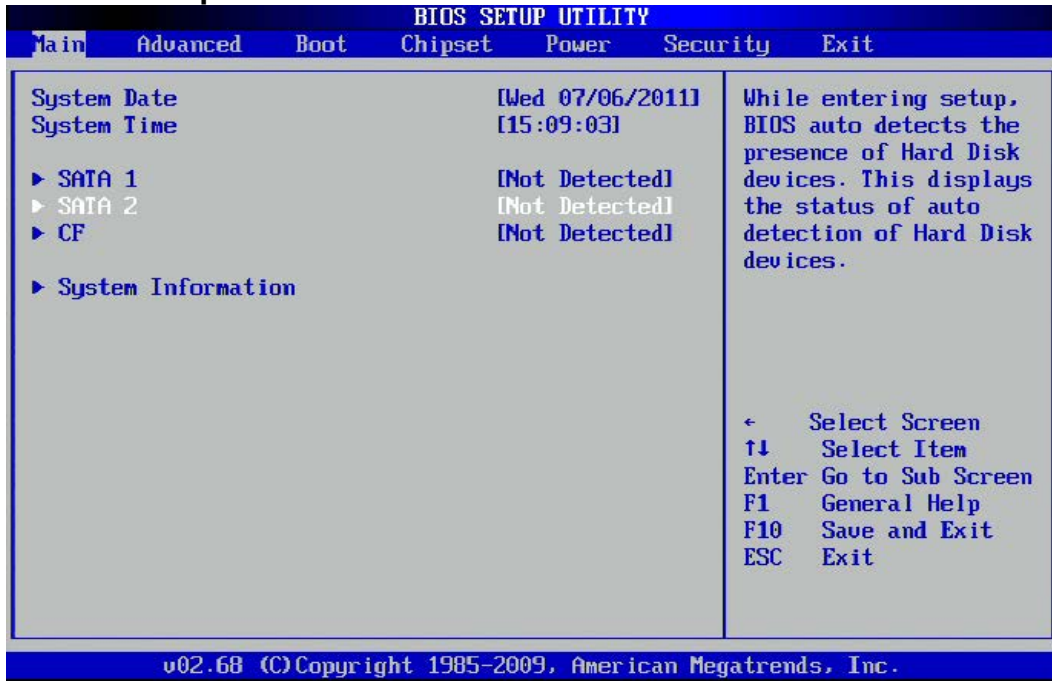 BIOS SETUP UTILITY
Main Advanced Boot Chipset Power Security Exit
System Date [Wed 07/06/2011]
System Time [15:09:03]
► SATA 1 [Not Detected]
► SATA 2 [Not Detected]
► CF [Not Detected]
► System Information
While entering setup,
BIOS auto detects the
presence of Hard Disk
devices. This displays
the status of auto
detection of Hard Disk
devices.
← Select Screen
↑↓ Select Item
Enter Go to Sub Screen
F1 General Help
F10 Save and Exit
ESC Exit
v02.68 (C)Copyright 1985-2009, American Megatrends, Inc.